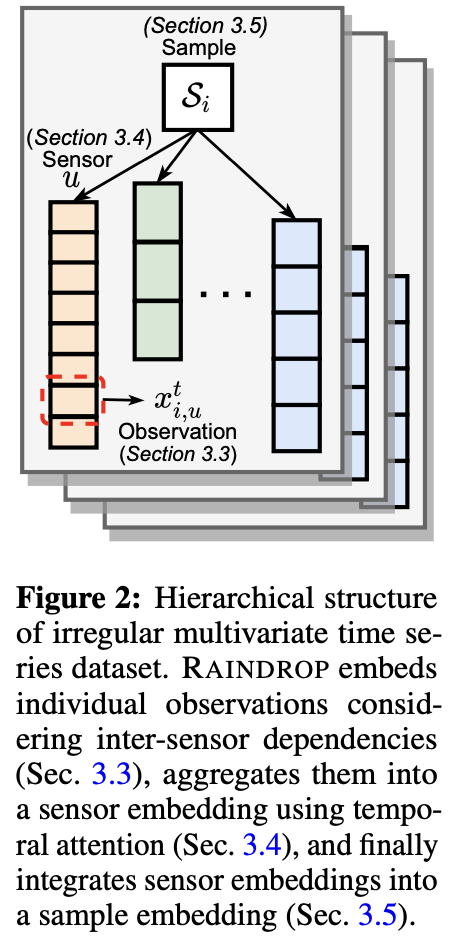 (Section 3.5)
Sample
𝒮ᵢ
(Section 3.4)
Sensor
u
. . .
xᵗᵢ,ᵤ
Observation
(Section 3.3)
Figure 2: Hierarchical structure
of irregular multivariate time se-
ries dataset. RAINDROP embeds
individual observations consid-
ering inter-sensor dependencies
(Sec. 3.3), aggregates them into
a sensor embedding using tempo-
ral attention (Sec. 3.4), and finally
integrates sensor embeddings into
a sample embedding (Sec. 3.5).